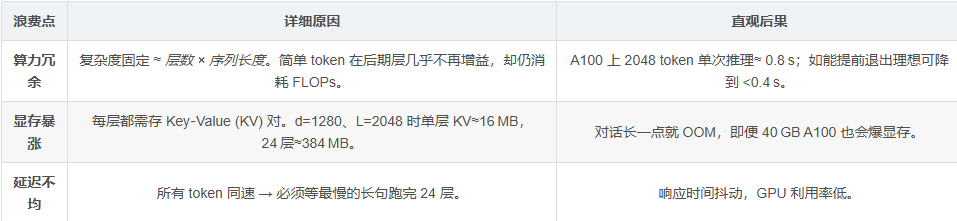 浪费点 详细原因 直观后果
算力冗余 复杂度固定 ≈ 层数 × 序列长度。简单 token 在后期层几乎不再增益，却仍消
耗 FLOPs。 A100 上 2048 token 单次推理≈ 0.8 s；如能提前退出理想可降
到 <0.4 s。
显存暴涨 每层都需存 Key-Value (KV) 对。d=1280、L=2048 时单层 KV≈16 MB，
24 层≈384 MB。 对话长一点就 OOM，即便 40 GB A100 也会爆显存。
延迟不均 所有 token 同速 → 必须等最慢的长句跑完 24 层。 响应时间抖动，GPU 利用率低。